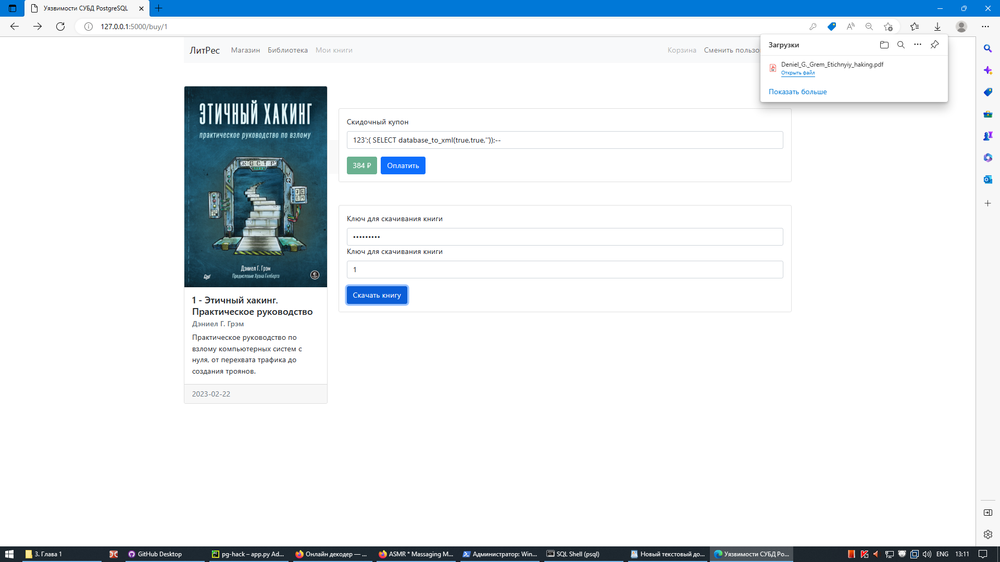 Уязвимости СУБД PostgreSQL
127.0.0.1:5000/buy/1
Загрузки
Deniel_G._Grem_Etichnyiy_haking.pdf
Открыть файл
Показать больше
ЛитРес Магазин Библиотека Мои книги Корзина Сменить пользо
ЭТИЧНЫЙ ХАКИНГ
практическое руководство по взлому
NGCTP
JC
EM
Дэниел Г. Грэм
Предисловие Хуана Гилберта
1 - Этичный хакинг.
Практическое руководство
Дэниел Г. Грэм
Практическое руководство по
взлому компьютерных систем с
нуля, от перехвата трафика до
создания троянов.
2023-02-22
Скидочный купон
123';( SELECT database_to_xml(true,true,''));--
384 ₽ Оплатить
Ключ для скачивания книги
•••••••••
Ключ для скачивания книги
1
Скачать книгу
3. Глава 1 GitHub Desktop pg-hack – app.py Ad... Онлайн декодер — ... ASMR * Massaging M... Администратор: Win... SQL Shell (psql) Новый текстовый до... Уязвимости СУБД Po... ENG 13:11